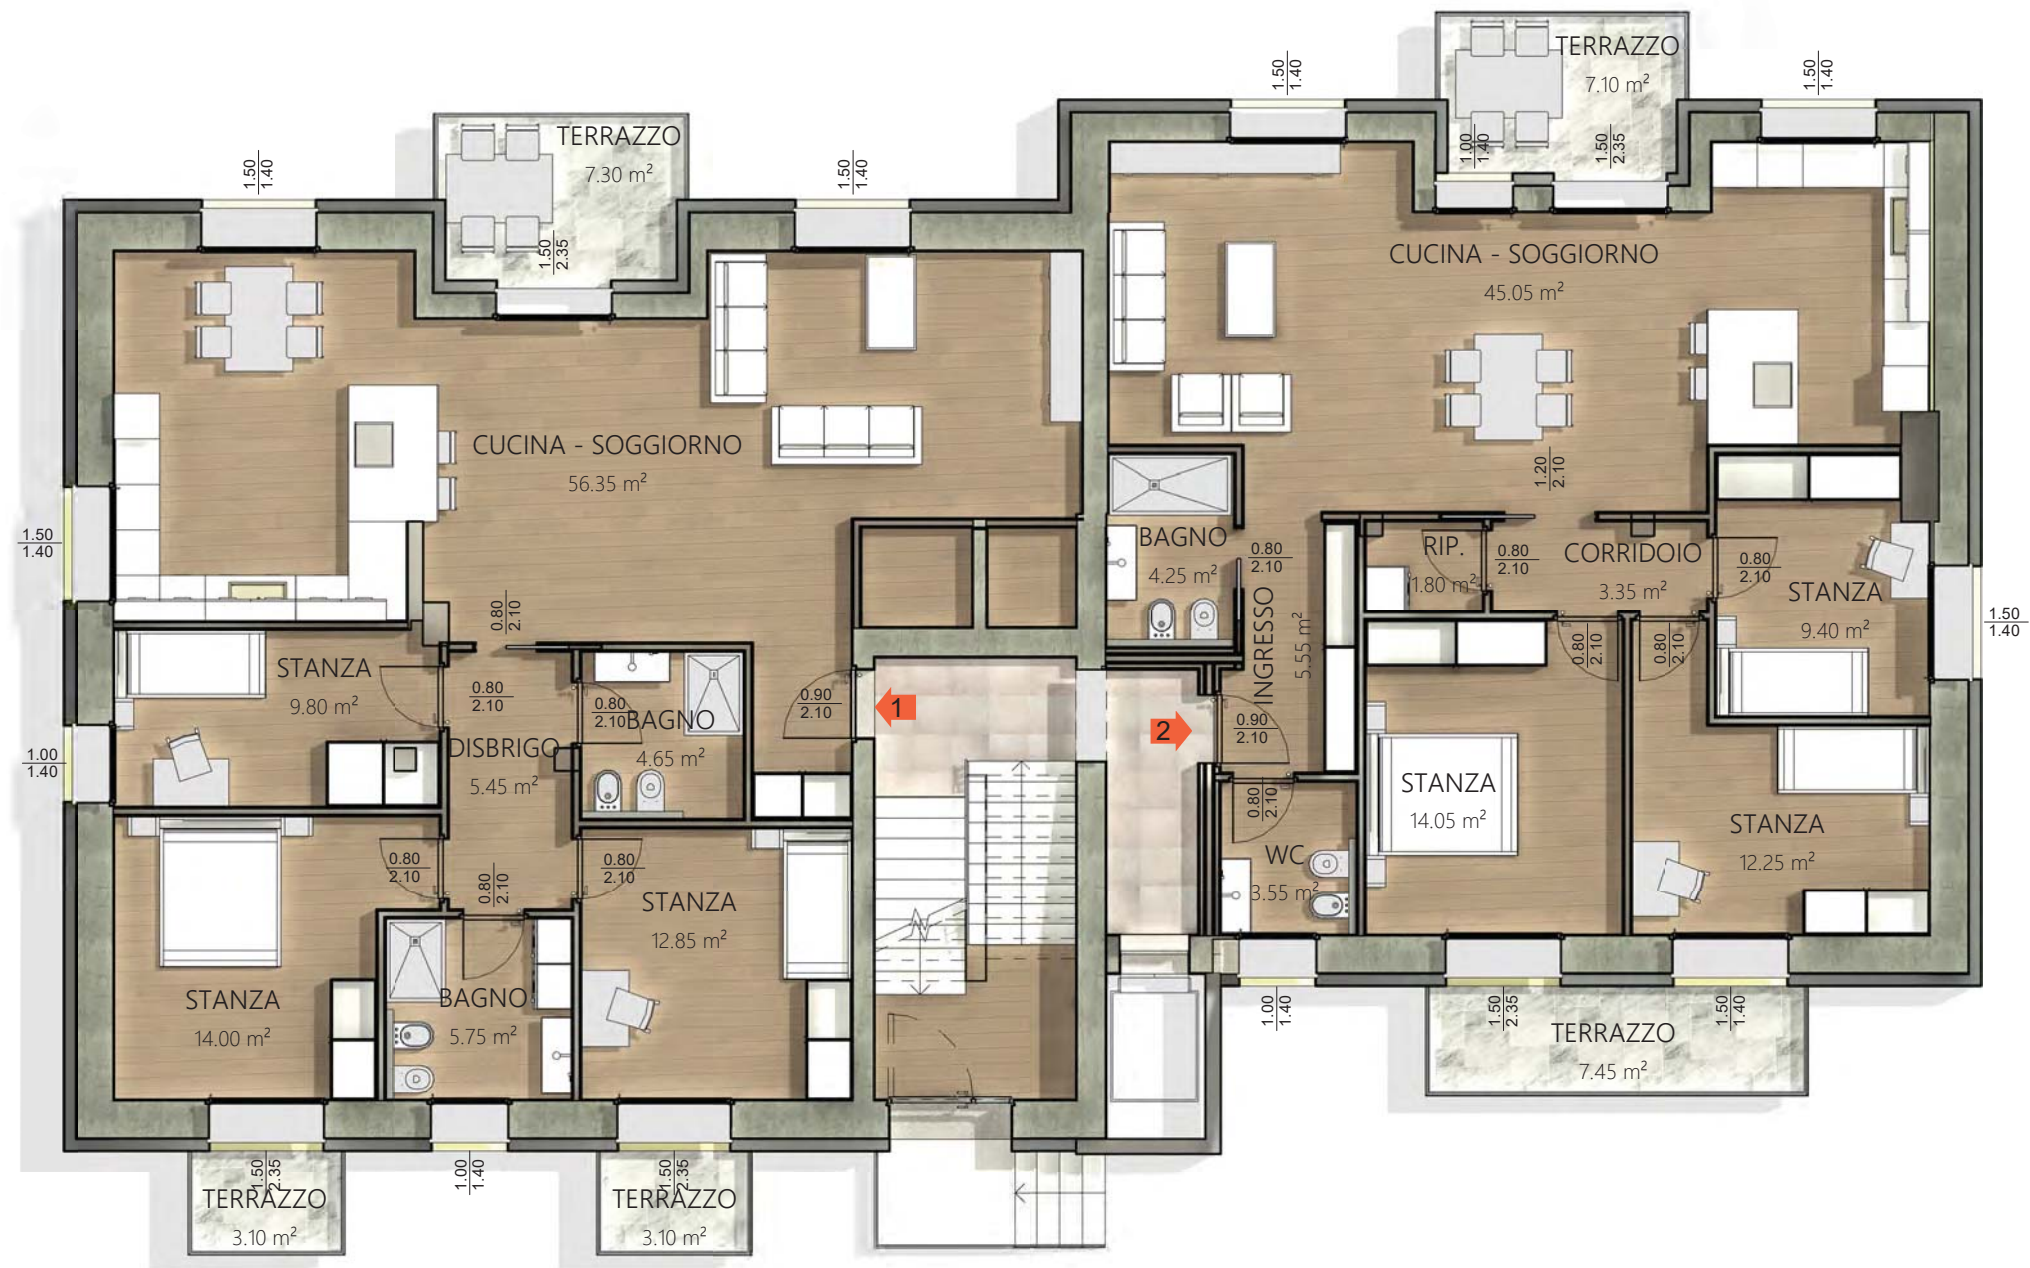 TERRAZZO
7.10 m²
1.50
1.40
1.50
1.40
1.00
1.40
1.50
2.35
TERRAZZO
7.30 m²
1.50
1.40
1.50
2.35
1.50
1.40
CUCINA - SOGGIORNO
45.05 m²
CUCINA - SOGGIORNO
56.35 m²
1.20
2.10
1.50
1.40
BAGNO
4.25 m²
0.80
2.10
RIP.
1.80 m²
0.80
2.10
CORRIDOIO
3.35 m²
0.80
2.10
STANZA
9.40 m²
1.50
1.40
INGRESSO
5.55 m²
0.80
2.10
0.80
2.10
0.80
2.10
STANZA
9.80 m²
0.80
2.10
0.80
2.10
BAGNO
4.65 m²
0.90
2.10
1
2
0.90
2.10
DISBRIGO
5.45 m²
1.00
1.40
STANZA
14.05 m²
0.80
2.10
WC
3.55 m²
STANZA
12.25 m²
0.80
2.10
0.80
2.10
0.80
2.10
STANZA
12.85 m²
STANZA
14.00 m²
BAGNO
5.75 m²
1.00
1.40
1.50
2.35
1.50
1.40
TERRAZZO
7.45 m²
1.50
2.35
TERRAZZO
3.10 m²
1.00
1.40
1.50
2.35
TERRAZZO
3.10 m²